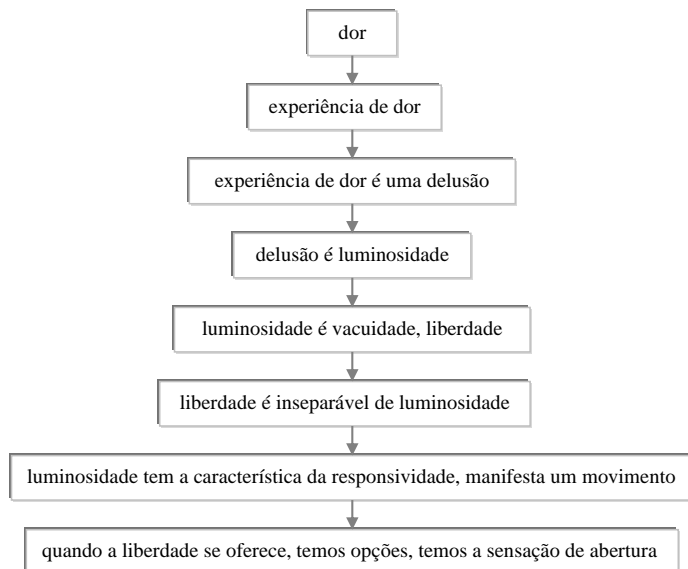 dor
experiência de dor
experiência de dor é uma delusão
delusão é luminosidade
luminosidade é vacuidade, liberdade
liberdade é inseparável de luminosidade
luminosidade tem a característica da responsividade, manifesta um movimento
quando a liberdade se oferece, temos opções, temos a sensação de abertura